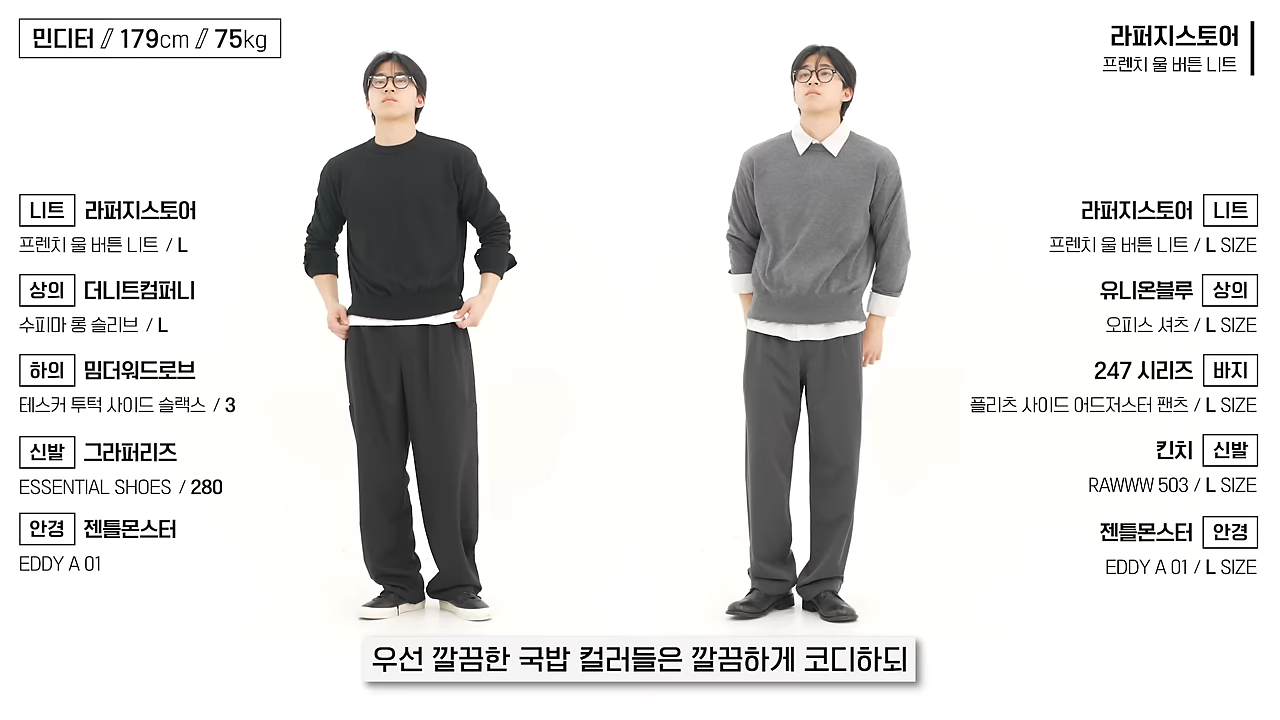 민디터 // 179cm // 75kg
라퍼지스토어
프렌치 울 버튼 니트
니트 라퍼지스토어
프렌치 울 버튼 니트 / L
상의 더니트컴퍼니
수피마 롱 슬리브 / L
하의 밈더워드로브
테스커 투턱 사이드 슬랙스 / 3
신발 그라퍼리즈
ESSENTIAL SHOES / 280
안경 젠틀몬스터
EDDY A 01
라퍼지스토어 니트
프렌치 울 버튼 니트 / L SIZE
유니온블루 상의
오피스 셔츠 / L SIZE
247 시리즈 바지
플리츠 사이드 어드저스터 팬츠 / L SIZE
킨치 신발
RAWWW 503 / L SIZE
젠틀몬스터 안경
EDDY A 01 / L SIZE
우선 깔끔한 국밥 컬러들은 깔끔하게 코디하되